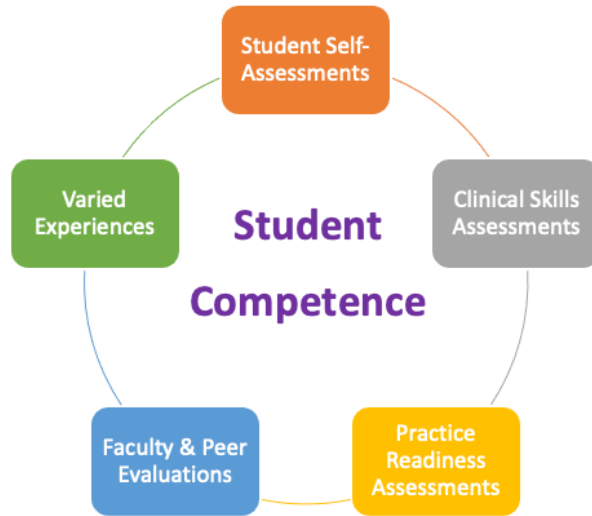 Student Self-
Assessments
Clinical Skills
Assessments
Practice
Readiness
Assessments
Faculty & Peer
Evaluations
Varied
Experiences
Student
Competence